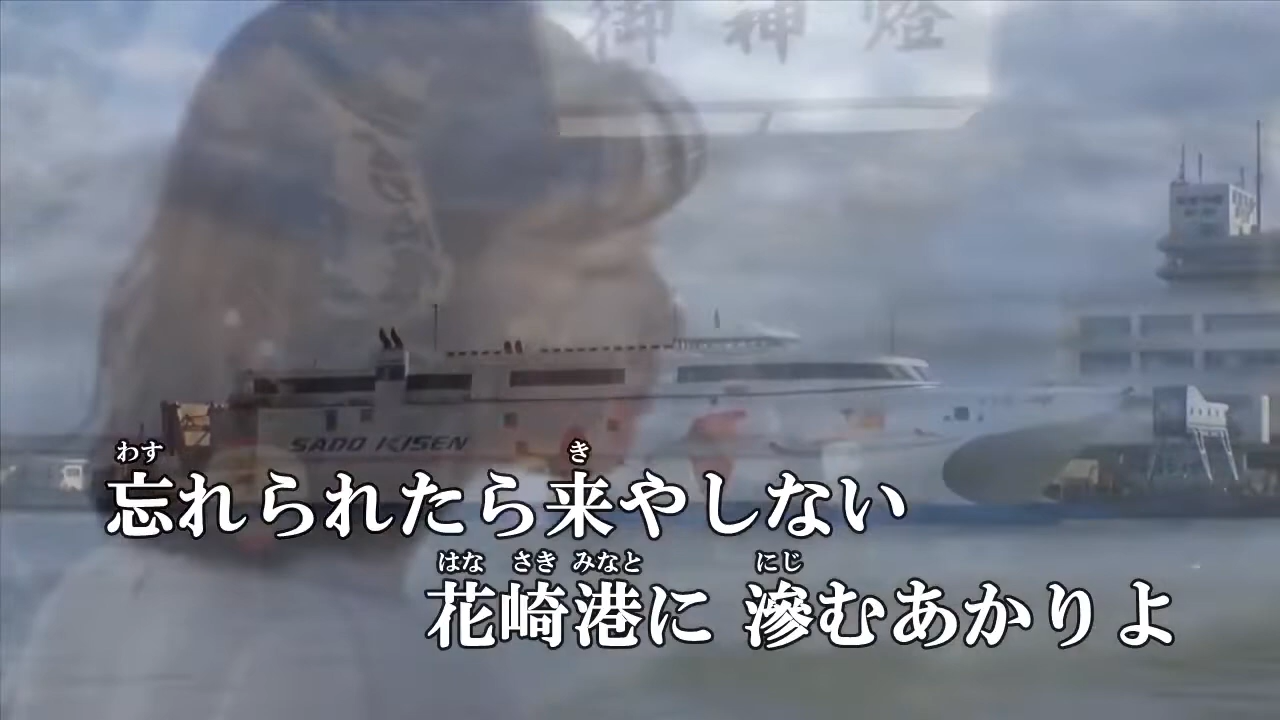 御神燈
SADO KISEN
わす
き
忘れられたら来やしない
はな さき みなと にじ
花崎港に 滲むあかりよ